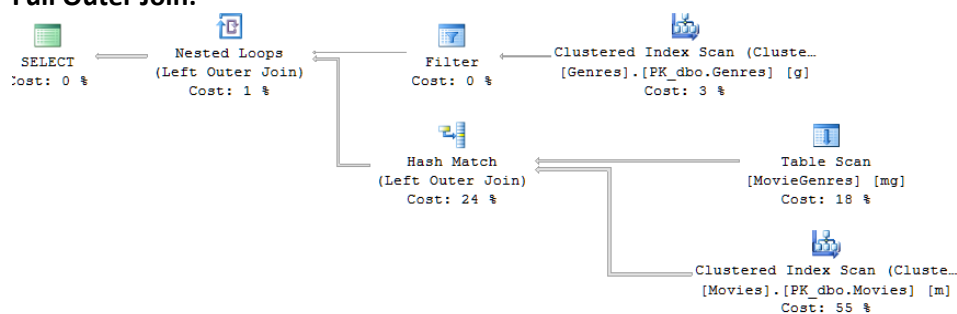 Full Outer Join:
SELECT
Cost: 0 %
Nested Loops
(Left Outer Join)
Cost: 1 %
Filter
Cost: 0 %
Clustered Index Scan (Cluste…
[Genres].[PK_dbo.Genres] [g]
Cost: 3 %
Hash Match
(Left Outer Join)
Cost: 24 %
Table Scan
[MovieGenres] [mg]
Cost: 18 %
Clustered Index Scan (Cluste…
[Movies].[PK_dbo.Movies] [m]
Cost: 55 %